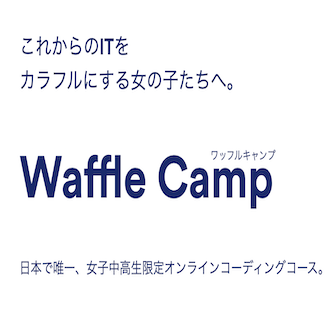 これからのITを
カラフルにする女の子たちへ。
ワッフルキャンプ
Waffle Camp
日本で唯一、女子中高生限定オンラインコーディングコース。